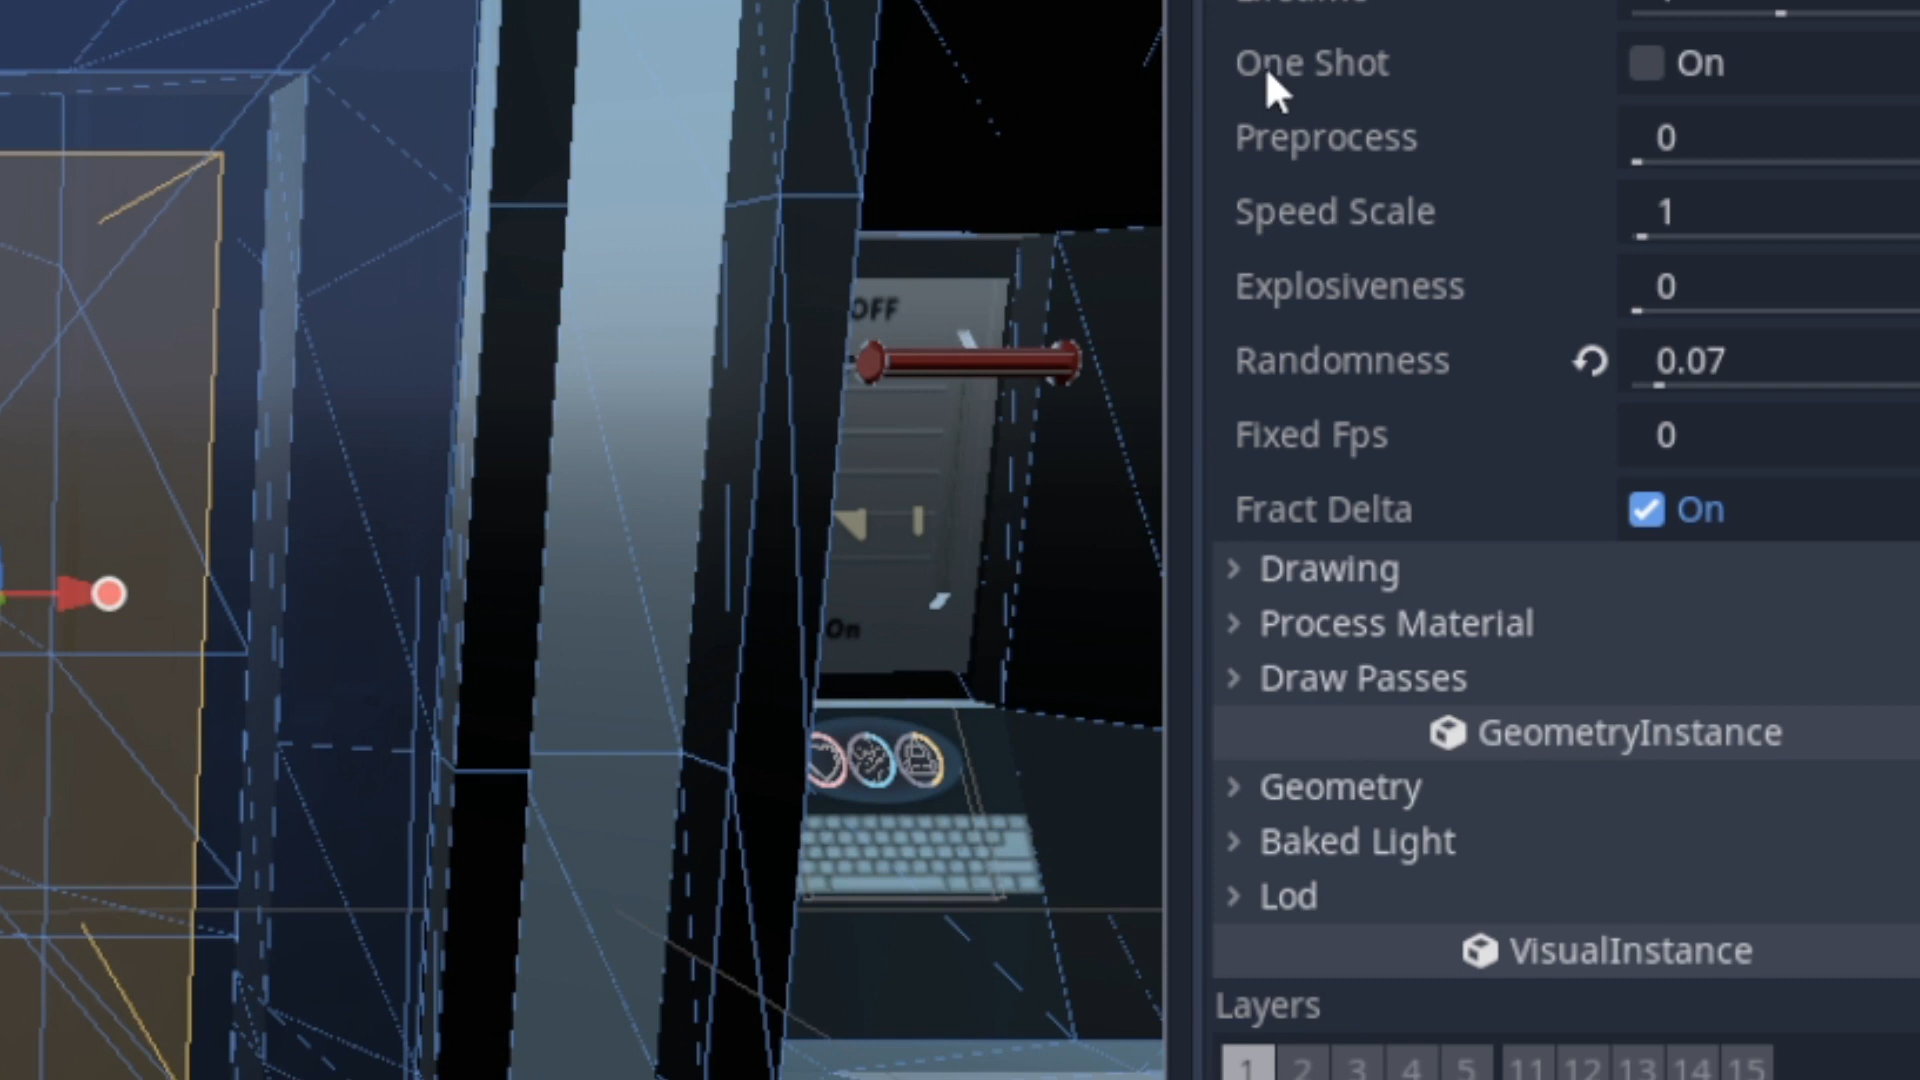 One Shot On
Preprocess 0
Speed Scale 1
Explosiveness 0
Randomness 0.07
Fixed Fps 0
Fract Delta On
Drawing
Process Material
Draw Passes
GeometryInstance
Geometry
Baked Light
Lod
VisualInstance
Layers
1 2 3 4 5 11 12 13 14 15
OFF
On